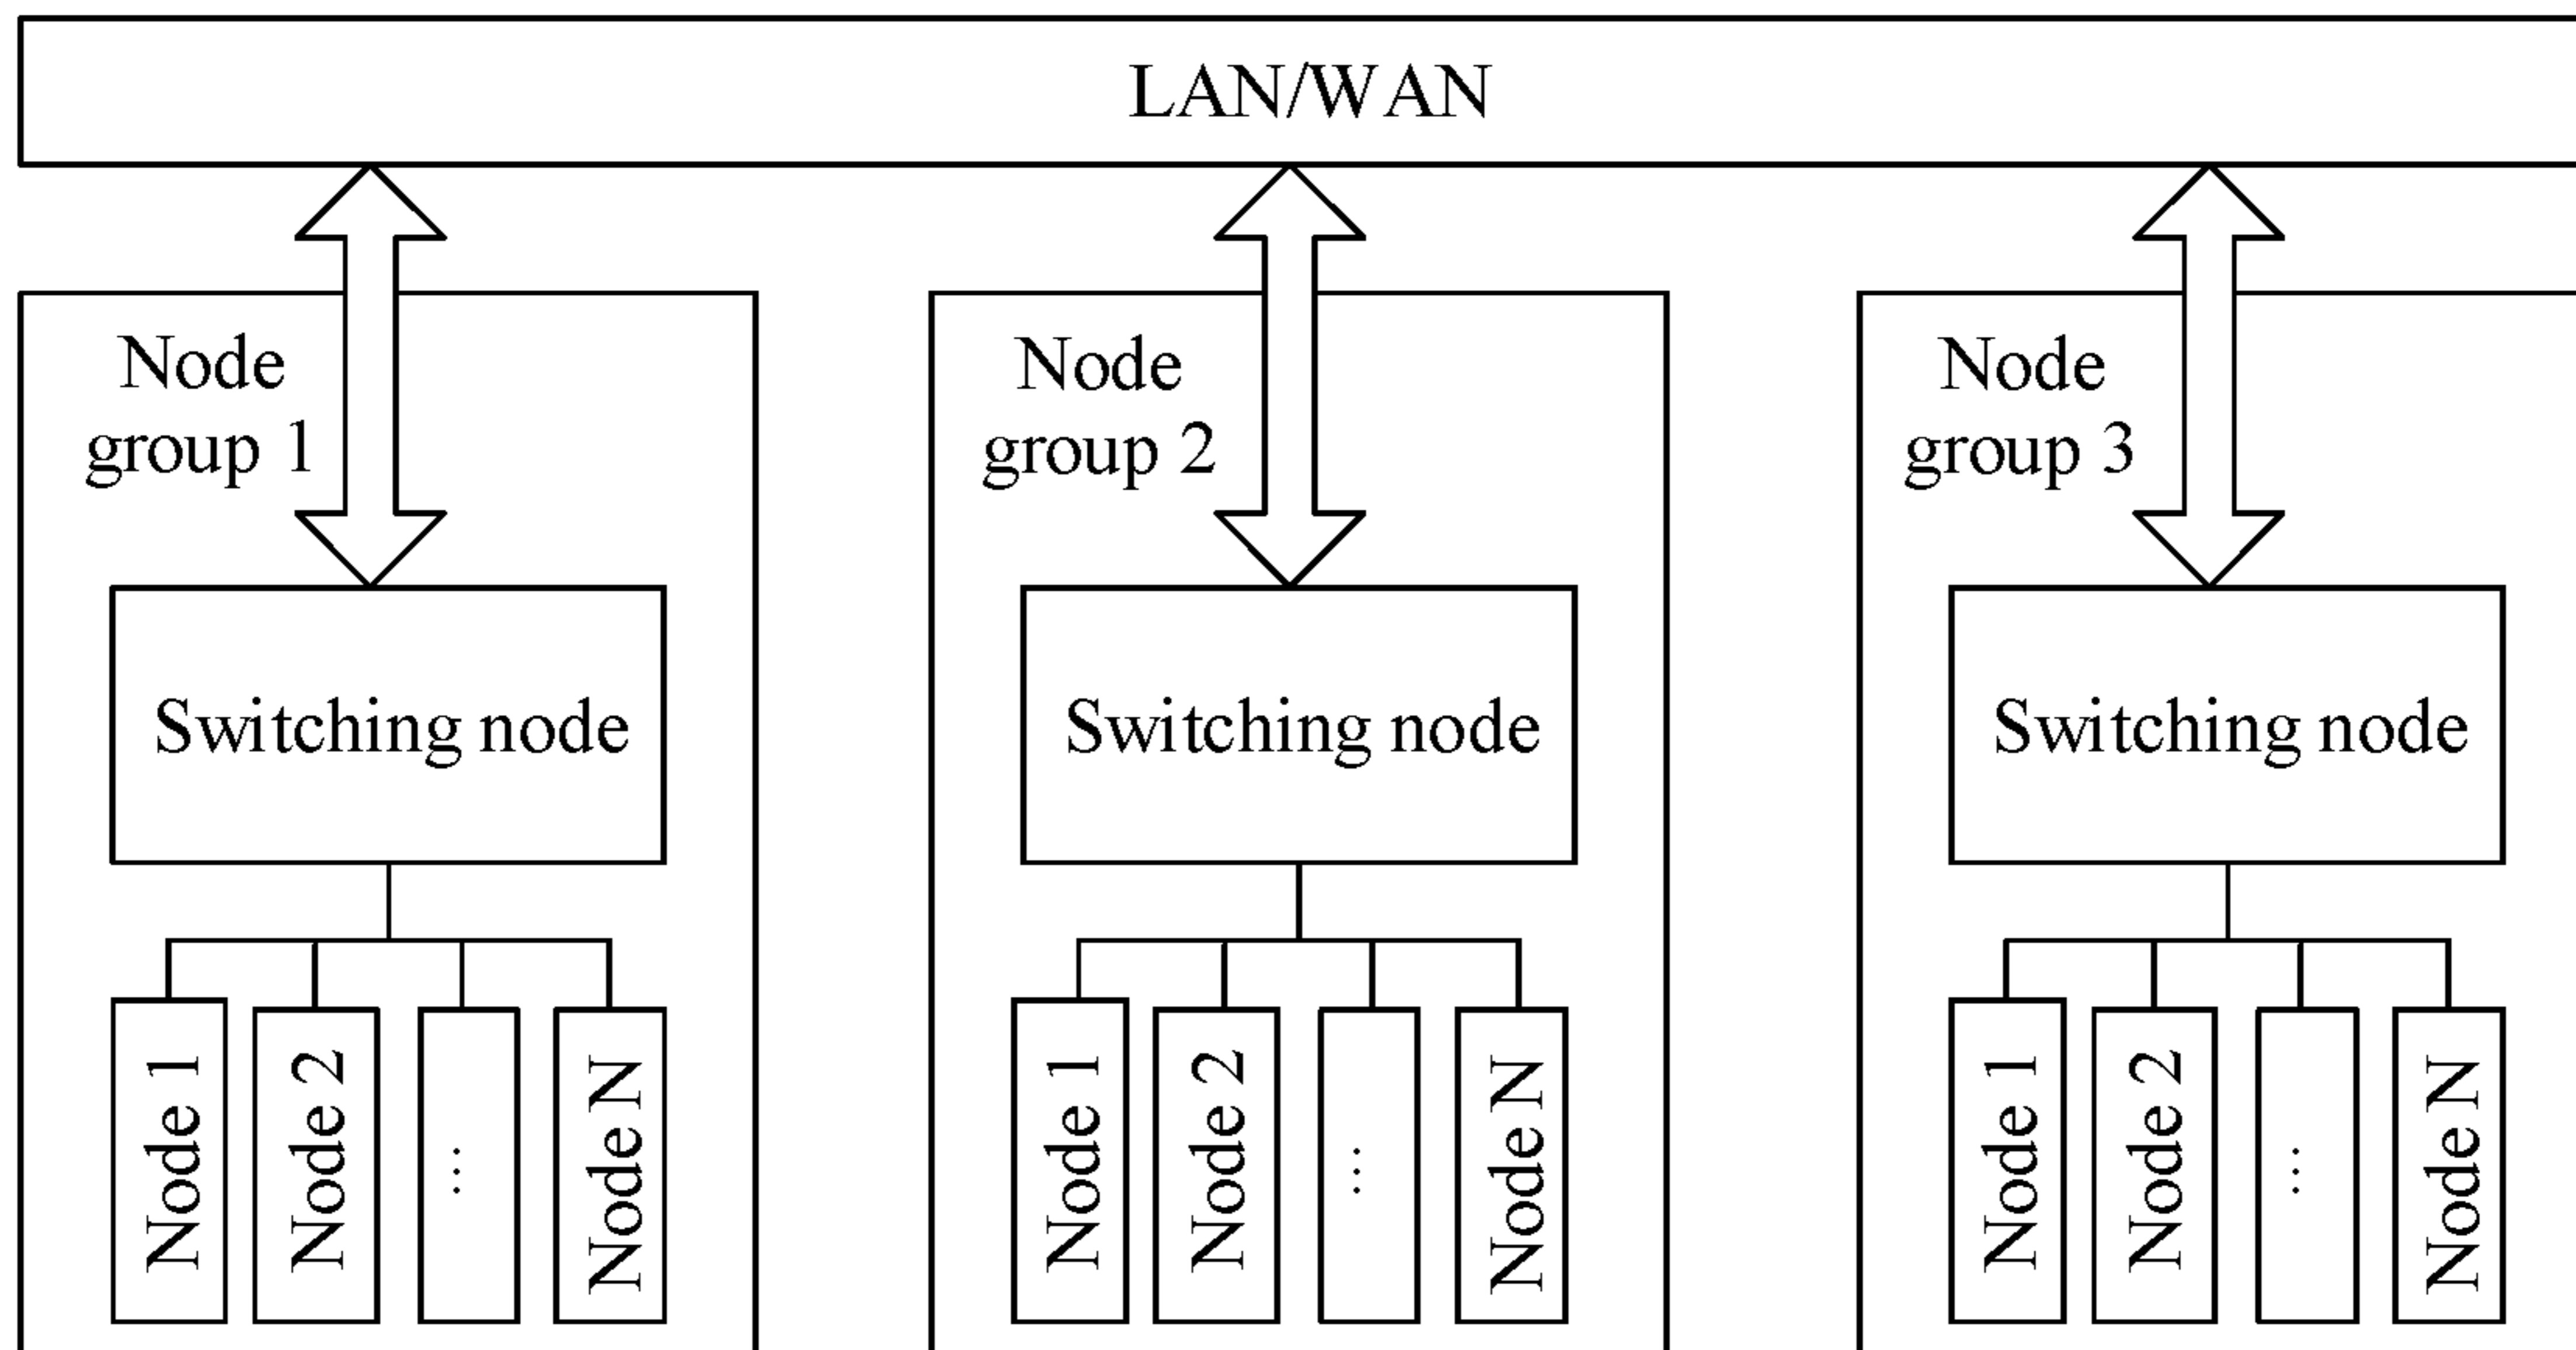 LAN/WAN
Node
group 1
Node
group 2
Node
group 3
Switching node
Switching node
Switching node
Node 1
Node 2
...
Node N
Node 1
Node 2
...
Node N
Node 1
Node 2
...
Node N